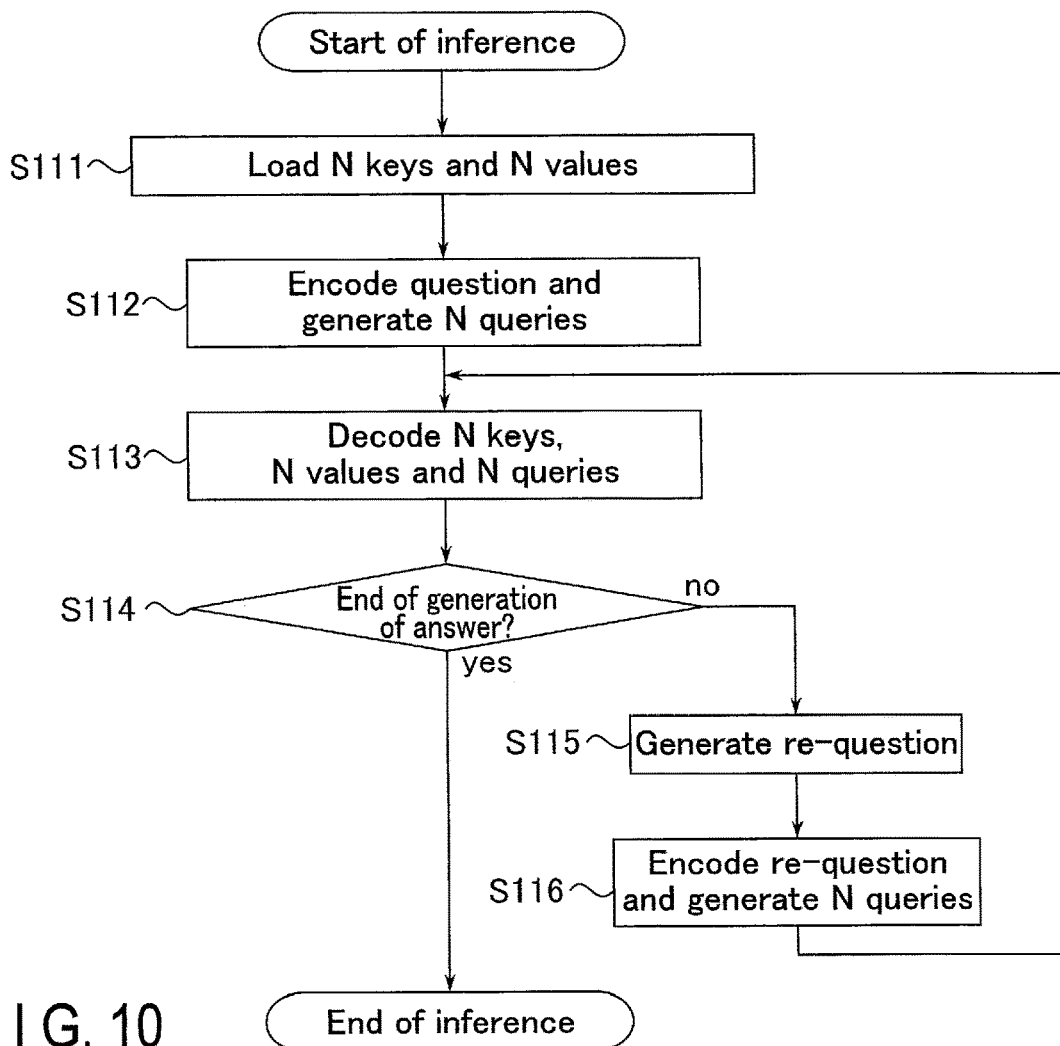 Start of inference
S111
Load N keys and N values
S112
Encode question and
generate N queries
S113
Decode N keys,
N values and N queries
S114
End of generation
of answer?
no
yes
S115
Generate re-question
S116
Encode re-question
and generate N queries
End of inference
I G. 10